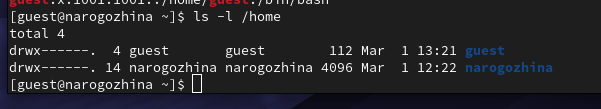 guest:x:1001:1001::/home/guest:/bin/bash
[guest@narogozhina ~]$ ls -l /home
total 4
drwx------.  4 guest       guest        112 Mar  1 13:21 guest
drwx------. 14 narogozhina narogozhina 4096 Mar  1 12:22 narogozhina
[guest@narogozhina ~]$